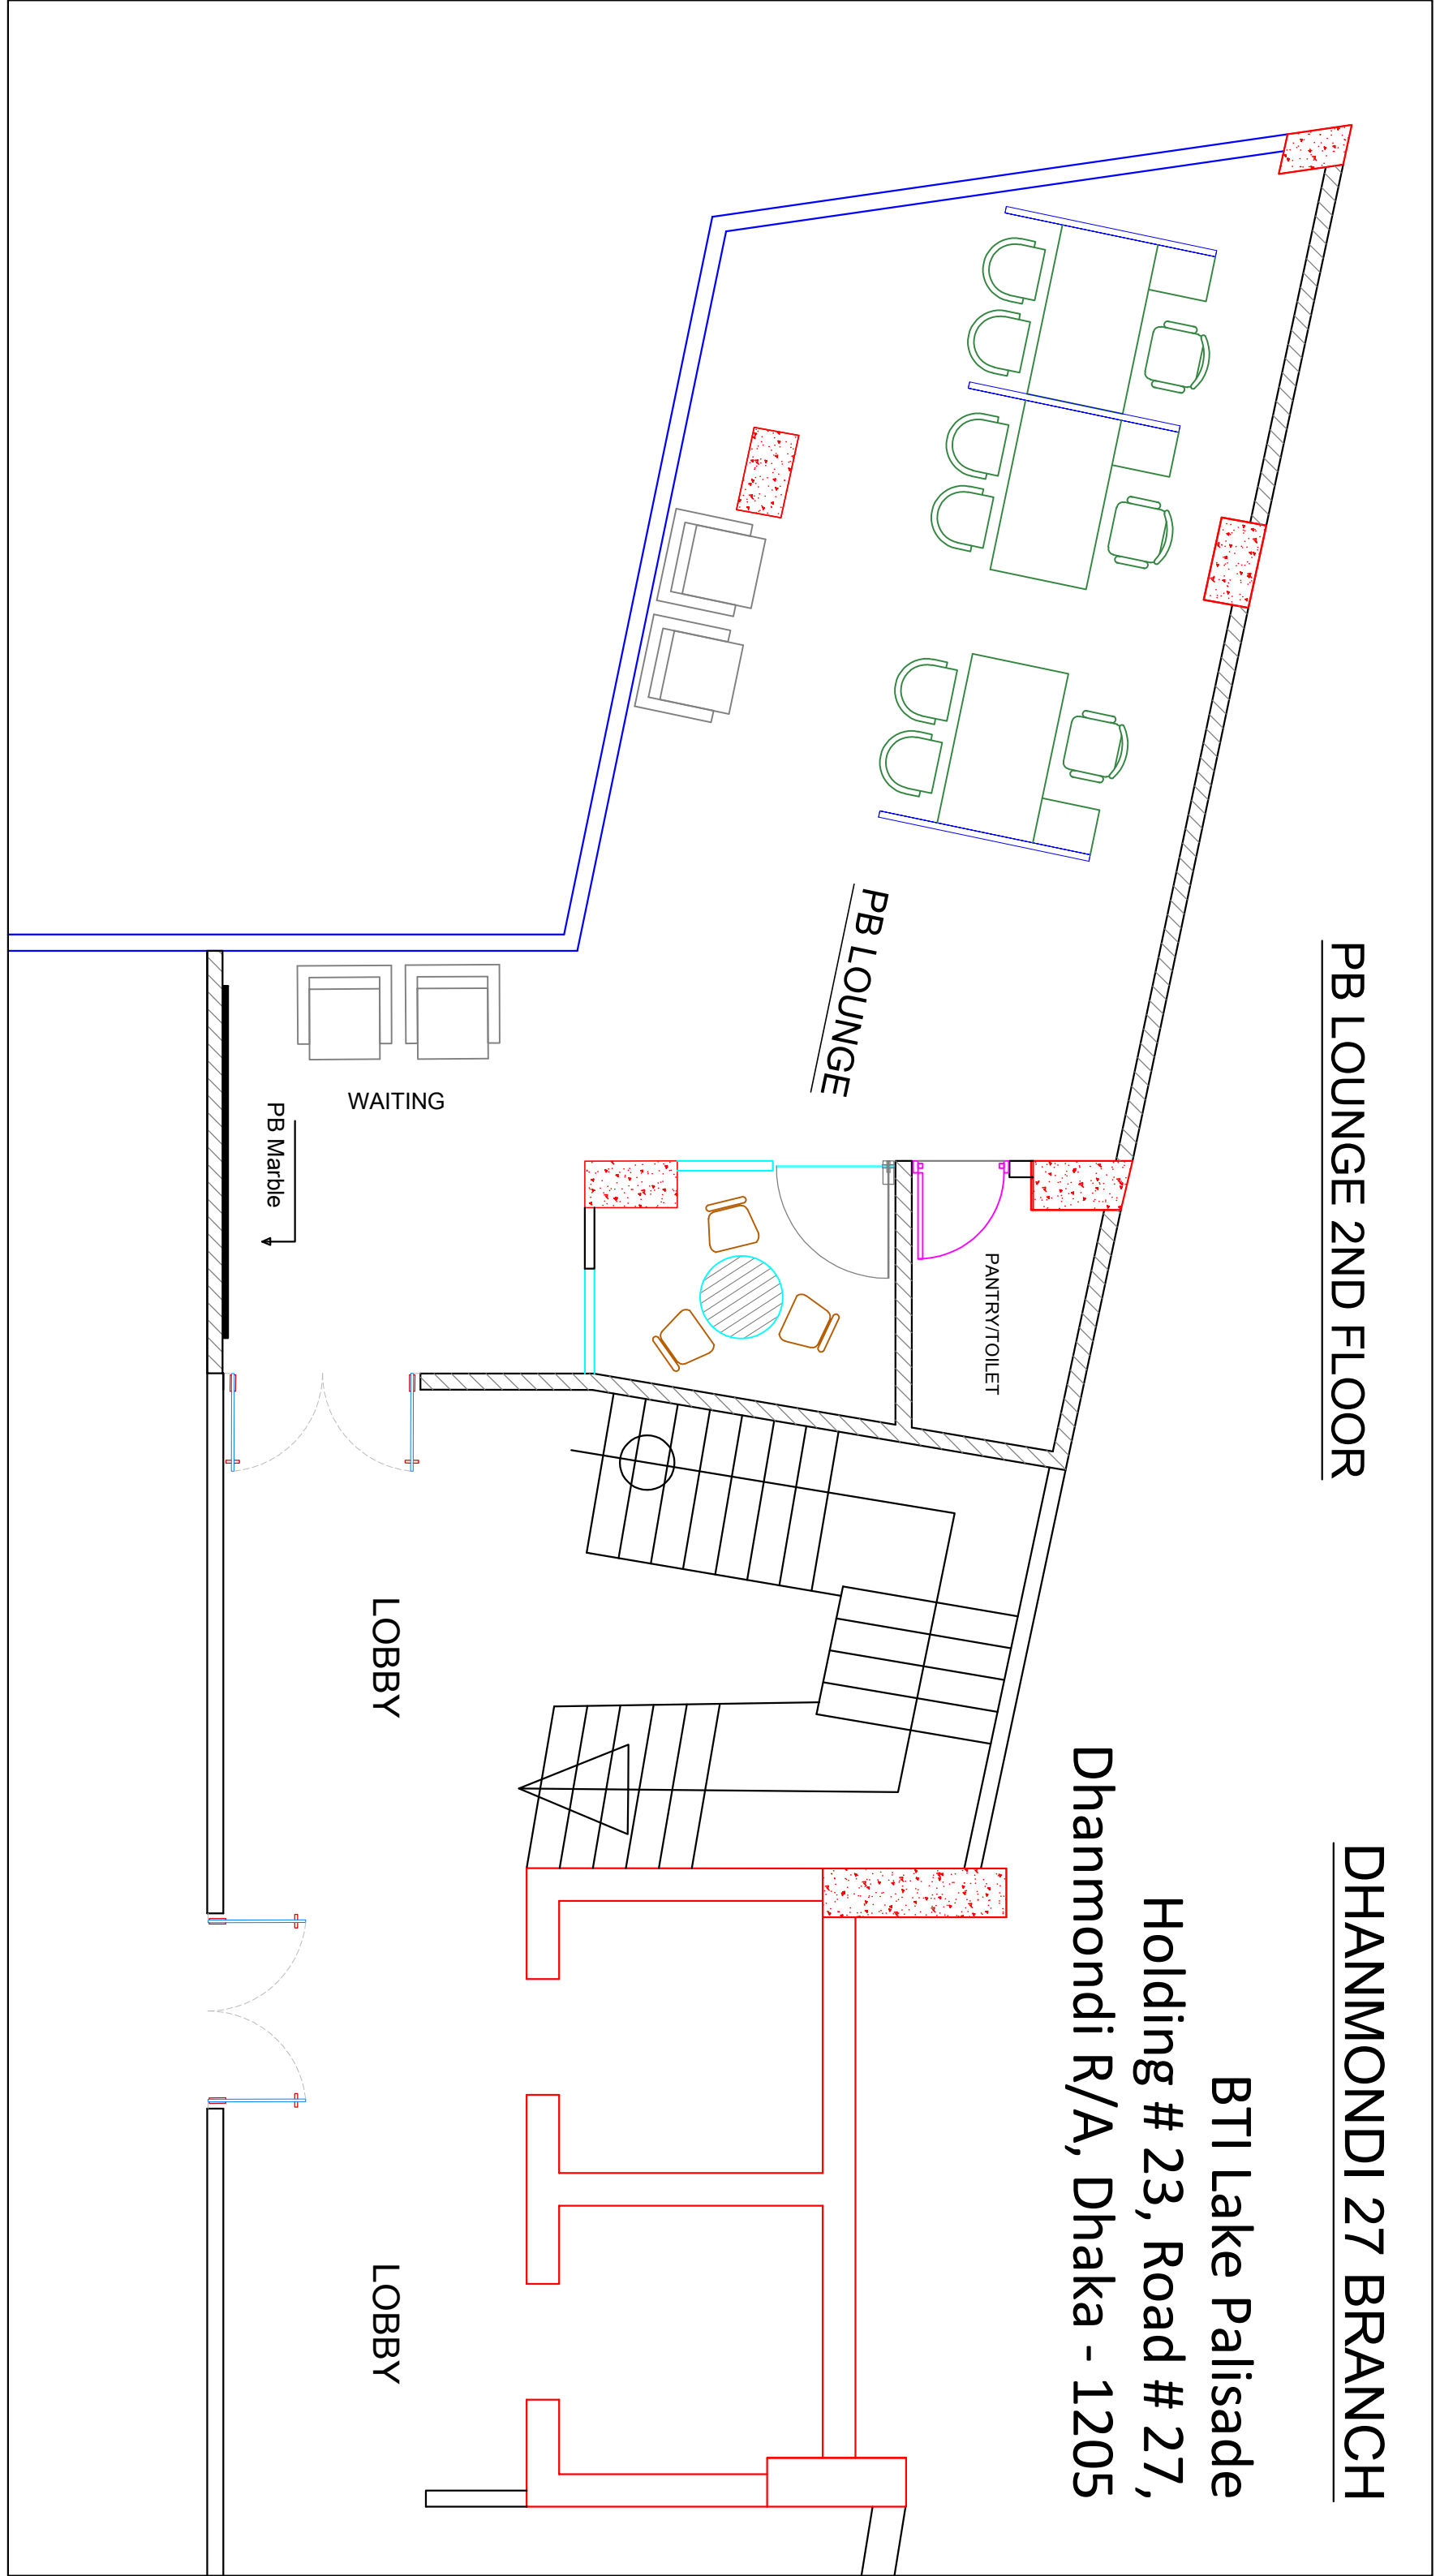 DHANMONDI 27 BRANCH
BTI Lake Palisade
Holding # 23, Road # 27,
Dhanmondi R/A, Dhaka - 1205
PB LOUNGE 2ND FLOOR
PB LOUNGE
PANTRY/TOILET
WAITING
PB Marble
LOBBY
LOBBY